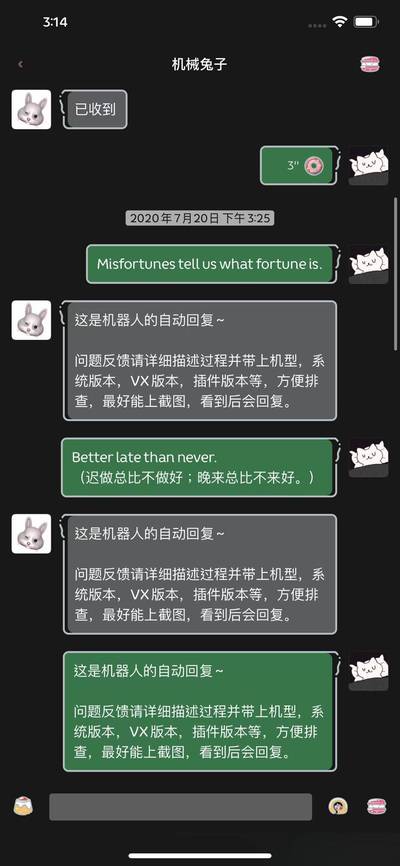 3:14
机械兔子
已收到
3"
2020年7月20日 下午 3:25
Misfortunes tell us what fortune is.
这是机器人的自动回复~
问题反馈请详细描述过程并带上机型，系
统版本，VX版本，插件版本等，方便排
查，最好能上截图，看到后会回复。
Better late than never.
（迟做总比不做好；晚来总比不来好。）
这是机器人的自动回复~
问题反馈请详细描述过程并带上机型，系
统版本，VX版本，插件版本等，方便排
查，最好能上截图，看到后会回复。
这是机器人的自动回复~
问题反馈请详细描述过程并带上机型，系
统版本，VX版本，插件版本等，方便排
查，最好能上截图，看到后会回复。